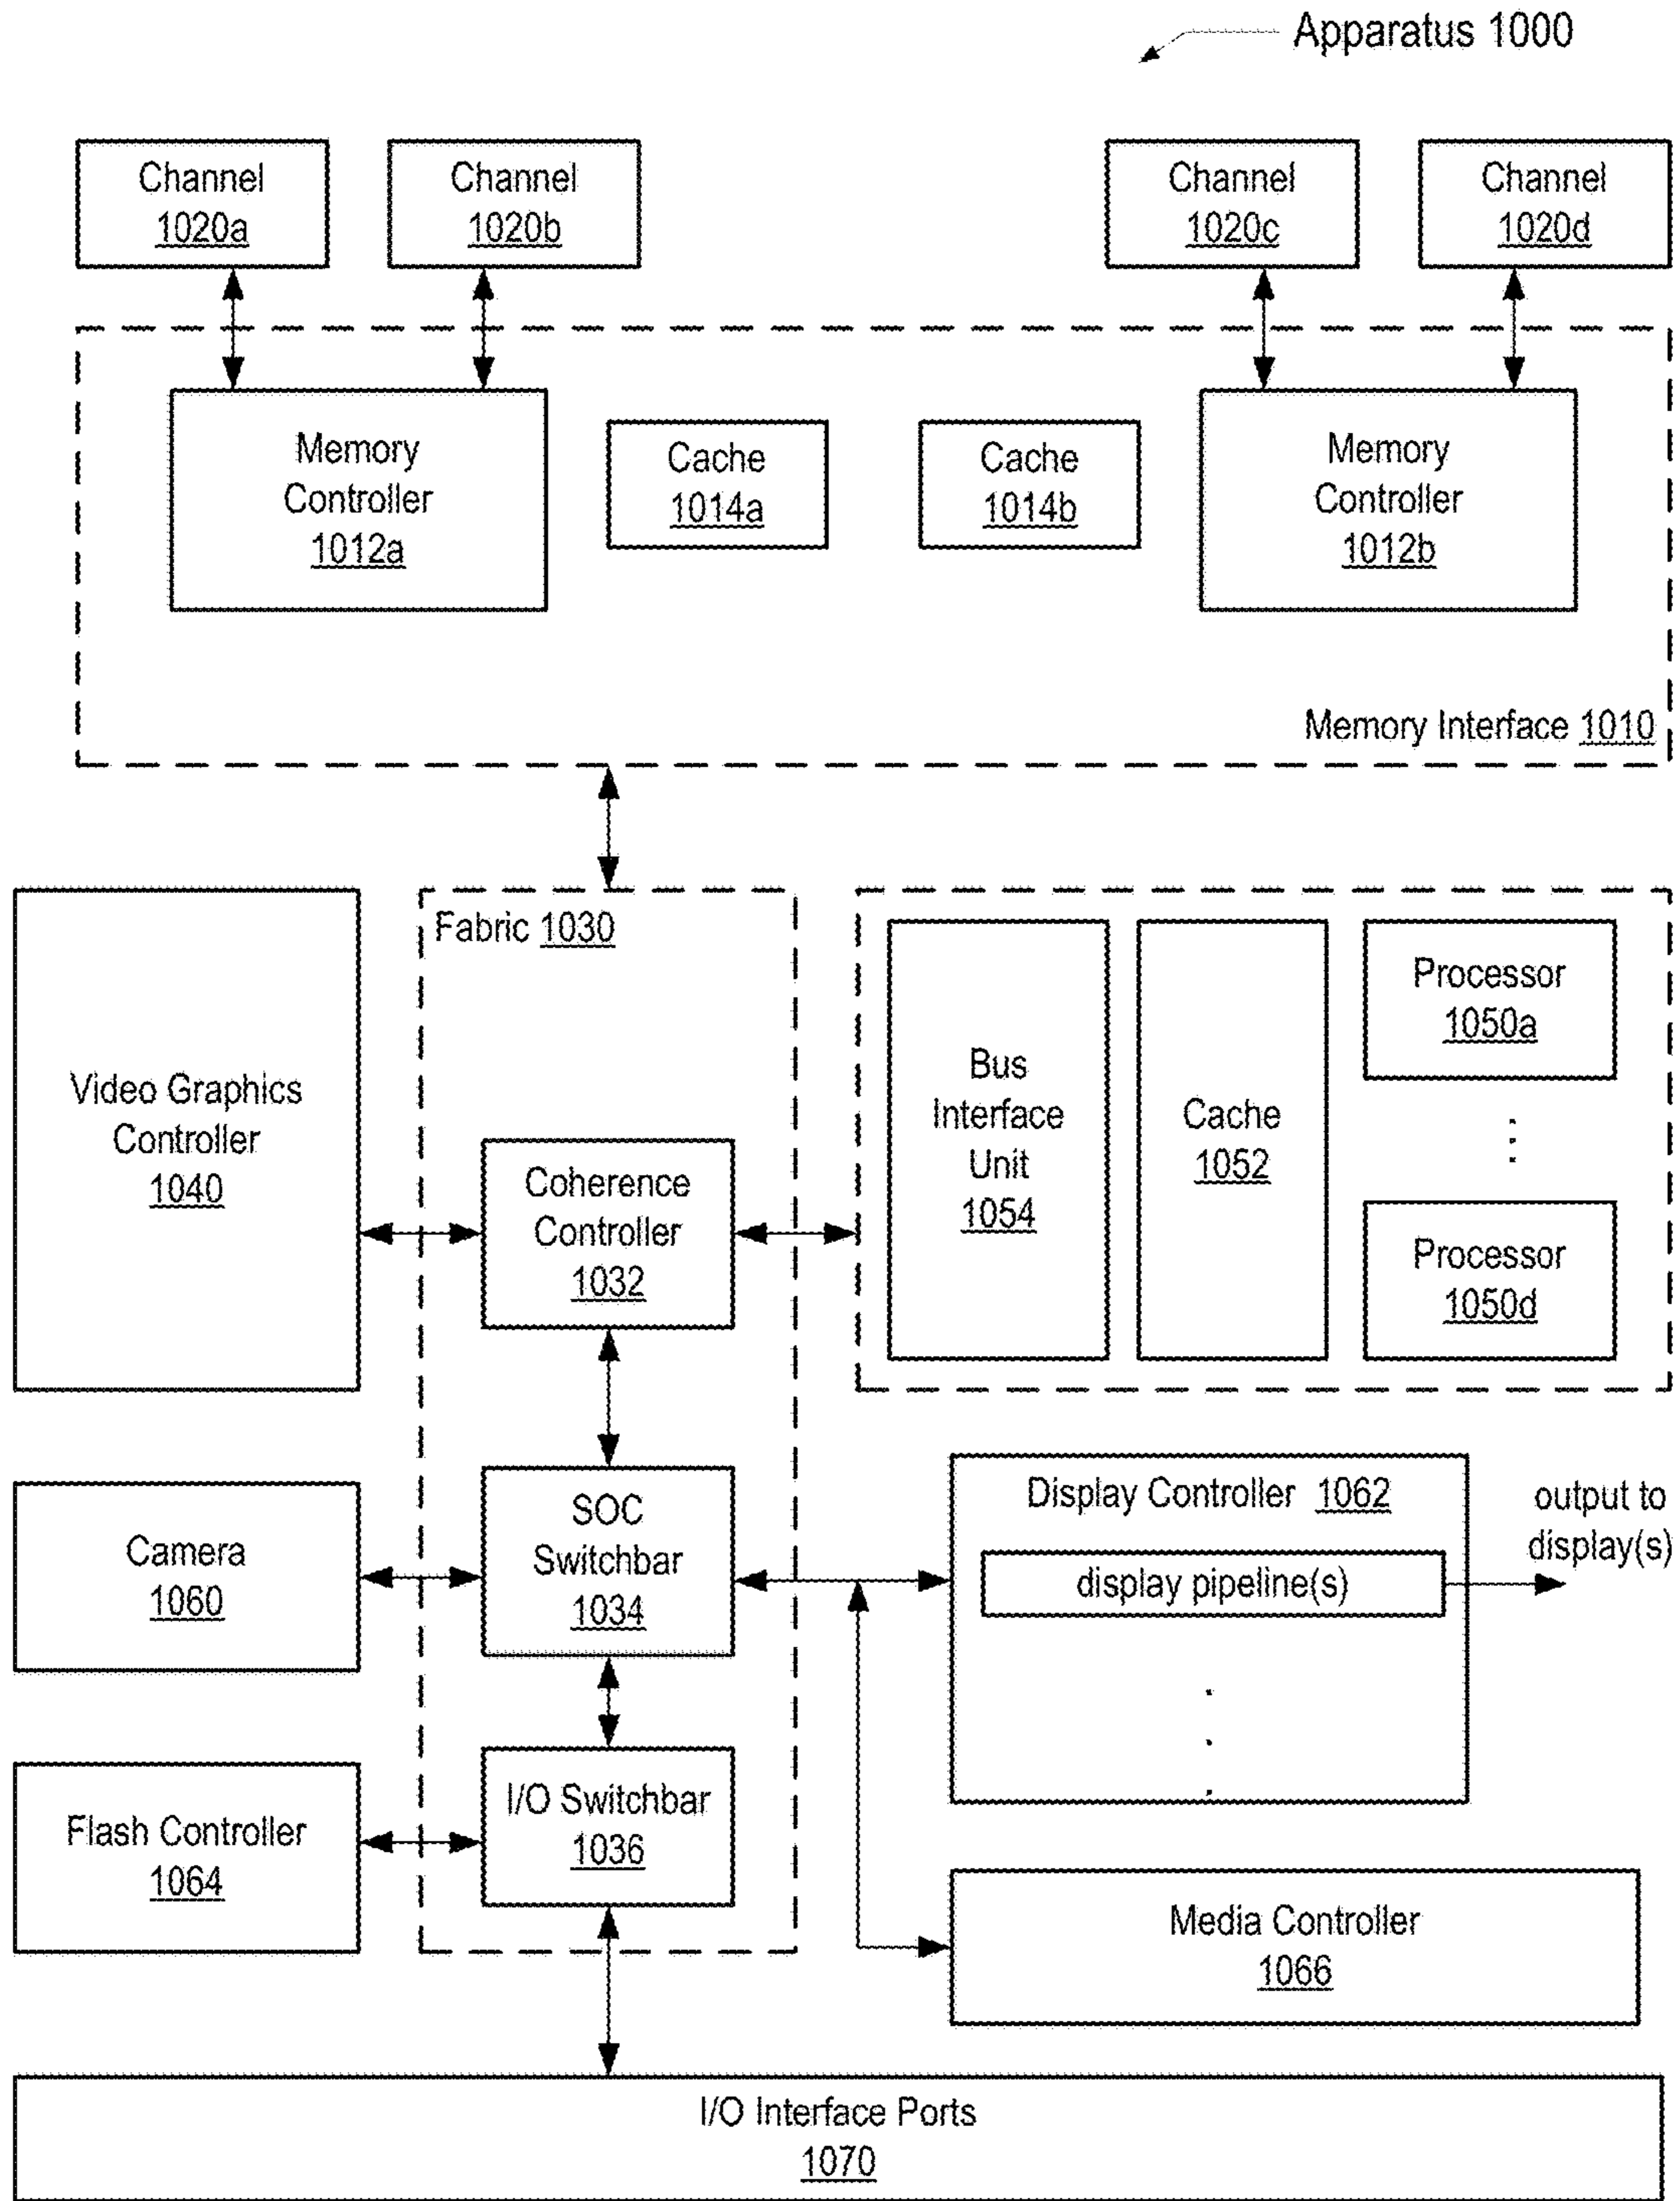 Apparatus 1000
Channel
1020a
Channel
1020b
Channel
1020c
Channel
1020d
Memory
Controller
1012a
Cache
1014a
Cache
1014b
Memory
Controller
1012b
Memory Interface 1010
Video Graphics
Controller
1040
Fabric 1030
Coherence
Controller
1032
Bus
Interface
Unit
1054
Cache
1052
Processor
1050a
Processor
1050d
Camera
1060
SOC
Switchbar
1034
Display Controller 1062
display pipeline(s)
output to
display(s)
Flash Controller
1064
I/O Switchbar
1036
Media Controller
1066
I/O Interface Ports
1070